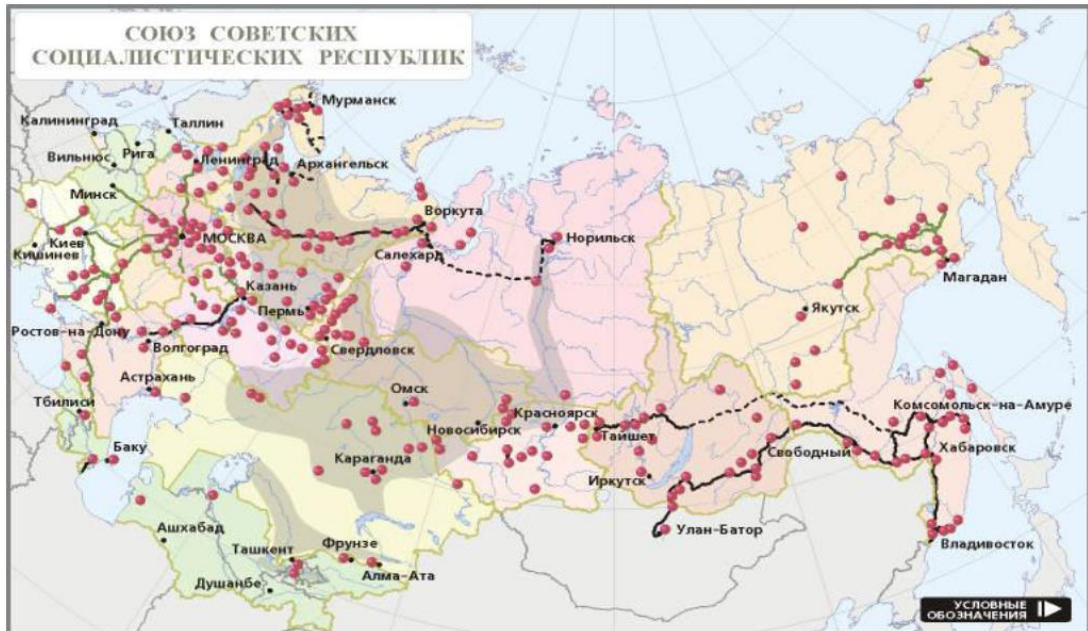 СОЮЗ СОВЕТСКИХ
СОЦИАЛИСТИЧЕСКИХ РЕСПУБЛИК
Мурманск
Калининград
Таллин
Вильнюс
Рига
Ленинград
Архангельск
Минск
Воркута
Киев
МОСКВА
Норильск
Кишинев
Салехард
Магадан
Казань
Пермь
Якутск
Ростов-на-Дону
Волгоград
Свердловск
Астрахань
Омск
Тбилиси
Красноярск
Комсомольск-на-Амуре
Новосибирск
Тайшет
Баку
Караганда
Свободный
Хабаровск
Иркутск
Ашхабад
Улан-Батор
Ташкент
Фрунзе
Владивосток
Душанбе
Алма-Ата
УСЛОВНЫЕ
ОБОЗНАЧЕНИЯ